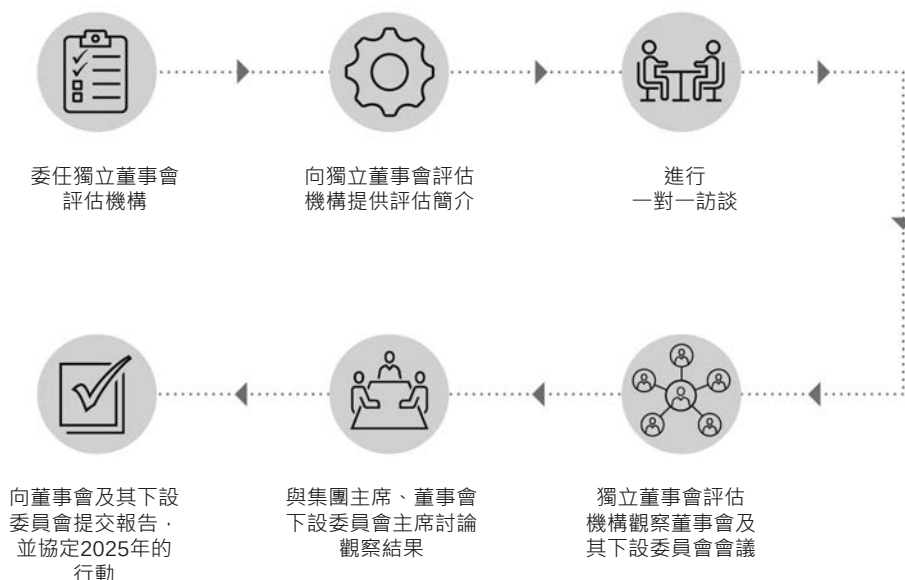 委任獨立董事會
評估機構
向獨立董事會評估
機構提供評估簡介
進行
一對一訪談
獨立董事會評估
機構觀察董事會及
其下設委員會會議
與集團主席、董事會
下設委員會主席討論
觀察結果
向董事會及其下設
委員會提交報告，
並協定2025年的
行動